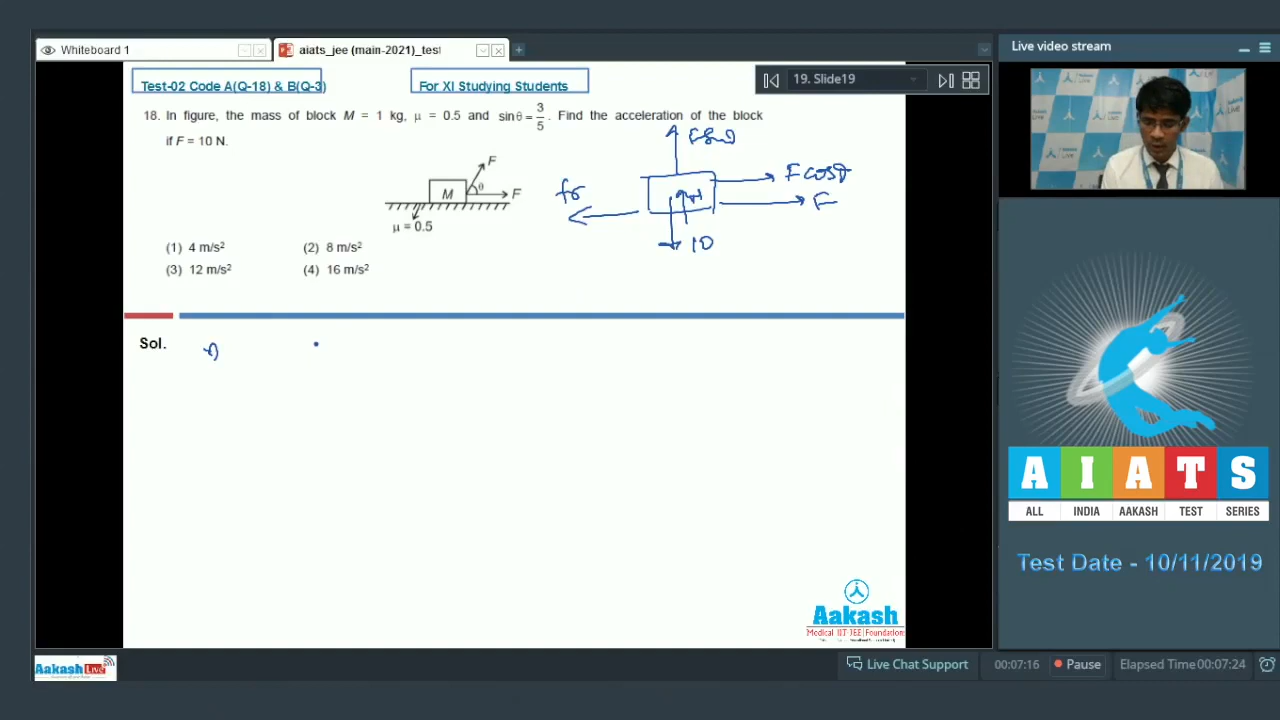 Whiteboard 1
aiats_jee (main-2021)_test
Live video stream
Test-02 Code A(Q-18) & B(Q-3)
For XI Studying Students
19. Slide19
18. In figure, the mass of block M = 1 kg, μ = 0.5 and sinθ = 3/5. Find the acceleration of the block
if F = 10 N.
F
θ
F
M
μ = 0.5
F cosθ
F
fr
10
(1) 4 m/s²
(2) 8 m/s²
(3) 12 m/s²
(4) 16 m/s²
Sol.
AIATS
ALL INDIA AAKASH TEST SERIES
Test Date - 10/11/2019
Aakash
Medical IIT-JEE Foundations
Aakash Live
Live Chat Support
00:07:16
Pause
Elapsed Time 00:07:24